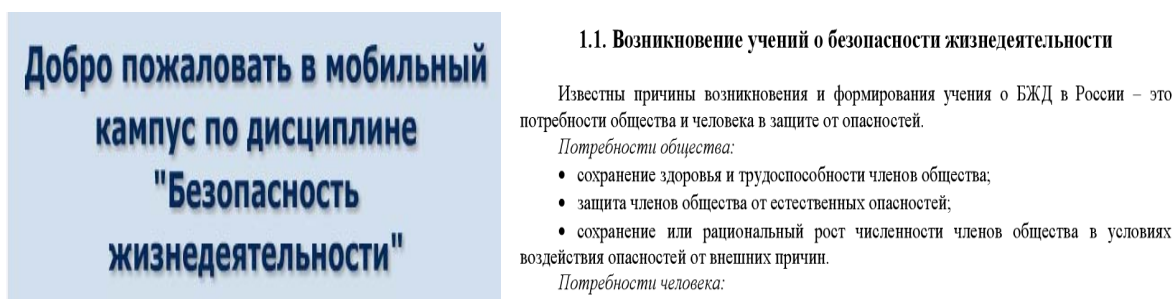 Добро пожаловать в мобильный
кампус по дисциплине
"Безопасность
жизнедеятельности"
1.1. Возникновение учений о безопасности жизнедеятельности
Известны причины возникновения и формирования учения о БЖД в России – это
потребности общества и человека в защите от опасностей.
Потребности общества:
• сохранение здоровья и трудоспособности членов общества;
• защита членов общества от естественных опасностей;
• сохранение или рациональный рост численности членов общества в условиях
воздействия опасностей от внешних причин.
Потребности человека: